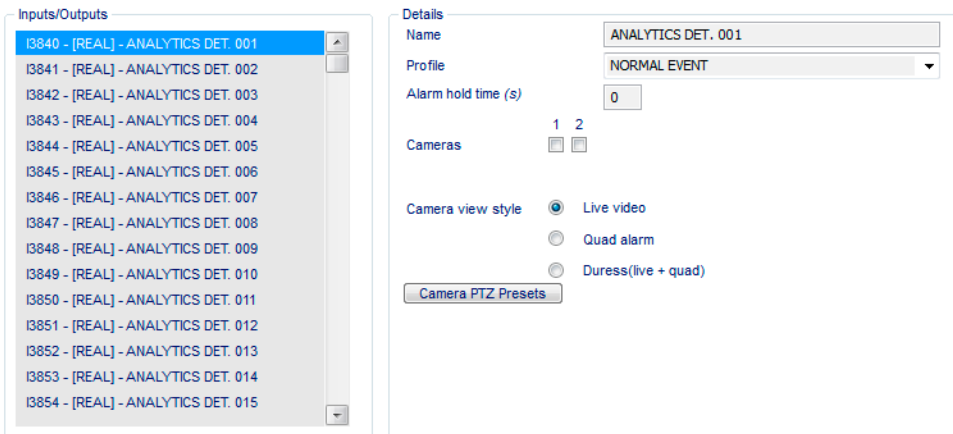 Inputs/Outputs
I3840 - [REAL] - ANALYTICS DET. 001
I3841 - [REAL] - ANALYTICS DET. 002
I3842 - [REAL] - ANALYTICS DET. 003
I3843 - [REAL] - ANALYTICS DET. 004
I3844 - [REAL] - ANALYTICS DET. 005
I3845 - [REAL] - ANALYTICS DET. 006
I3846 - [REAL] - ANALYTICS DET. 007
I3847 - [REAL] - ANALYTICS DET. 008
I3848 - [REAL] - ANALYTICS DET. 009
I3849 - [REAL] - ANALYTICS DET. 010
I3850 - [REAL] - ANALYTICS DET. 011
I3851 - [REAL] - ANALYTICS DET. 012
I3852 - [REAL] - ANALYTICS DET. 013
I3853 - [REAL] - ANALYTICS DET. 014
I3854 - [REAL] - ANALYTICS DET. 015
Details
Name ANALYTICS DET. 001
Profile NORMAL EVENT
Alarm hold time (s) 0
1 2
Cameras
Camera view style Live video
Quad alarm
Duress(live + quad)
Camera PTZ Presets